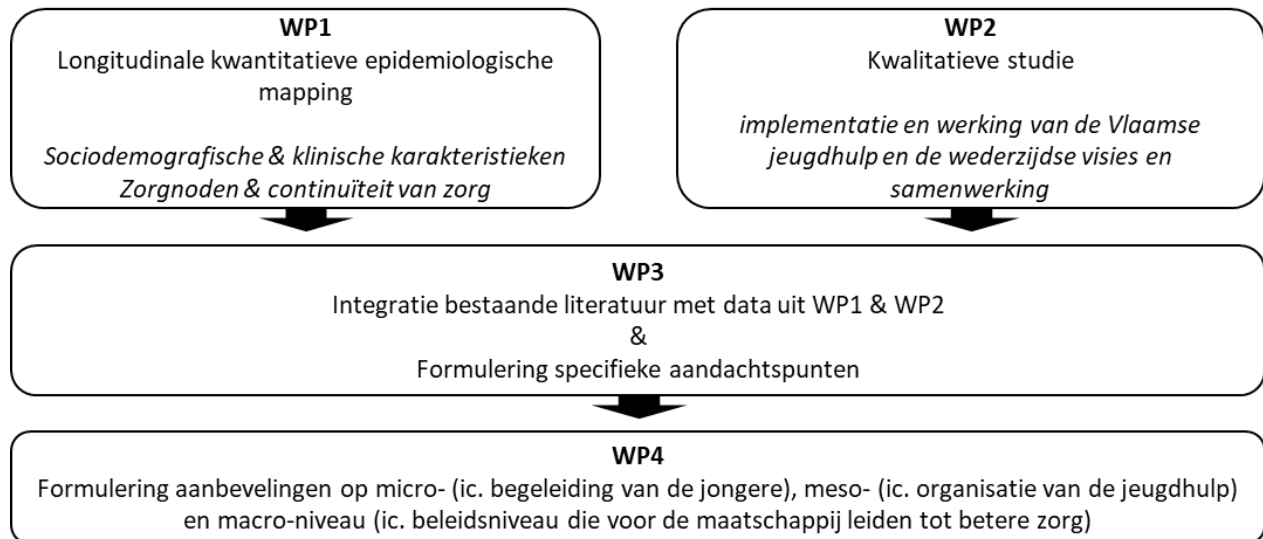 WP1
Longitudinale kwantitatieve epidemiologische
mapping
Sociodemografische & klinische karakteristieken
Zorgnoden & continuïteit van zorg
WP2
Kwalitatieve studie
implementatie en werking van de Vlaamse
jeugdhulp en de wederzijdse visies en
samenwerking
WP3
Integratie bestaande literatuur met data uit WP1 & WP2
&
Formulering specifieke aandachtspunten
WP4
Formulering aanbevelingen op micro- (ic. begeleiding van de jongere), meso- (ic. organisatie van de jeugdhulp)
en macro-niveau (ic. beleidsniveau die voor de maatschappij leiden tot betere zorg)